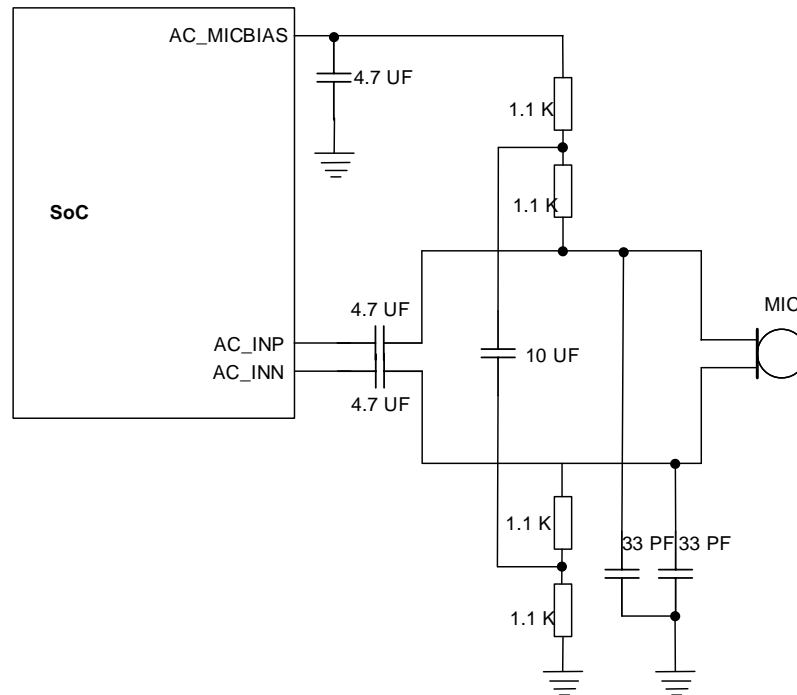 AC_MICBIAS
4.7 UF
1.1 K
1.1 K
SoC
MIC
4.7 UF
AC_INP
10 UF
AC_INN
4.7 UF
1.1 K
33 PF 33 PF
1.1 K